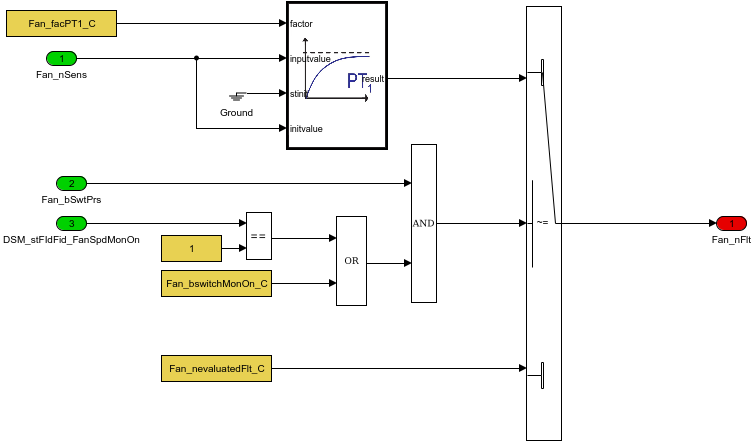 Fan_facPT1_C
factor
1
inputvalue
Fan_nSens
PT1
result
stinit
Ground
initvalue
2
Fan_bSwtPrs
3
DSM_stFldFid_FanSpdMonOn
==
1
AND
~=
1
Fan_nFlt
OR
Fan_bswitchMonOn_C
Fan_nevaluatedFlt_C